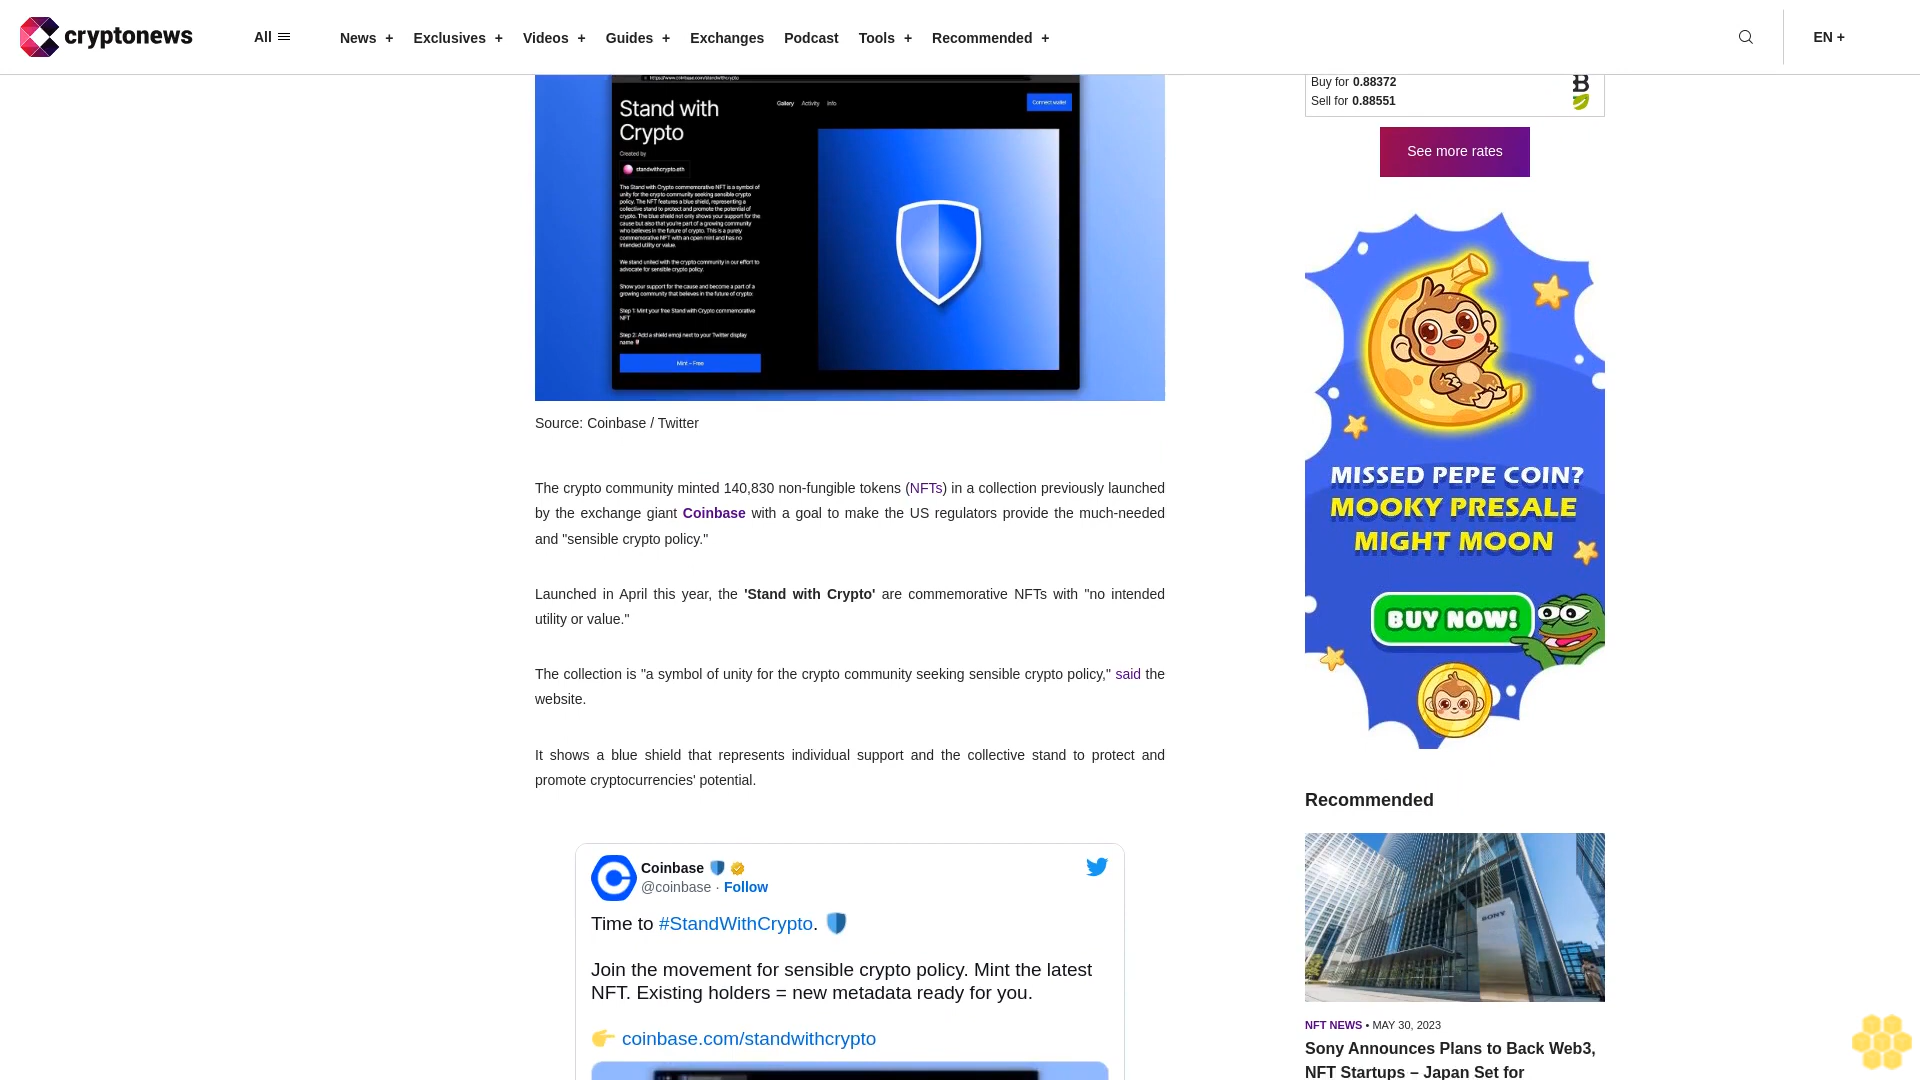 cryptonews
All
News +
Exclusives +
Videos +
Guides +
Exchanges
Podcast
Tools +
Recommended +
EN +
https://www.coinbase.com/standwithcrypto
Stand with
Crypto
Gallery Activity Info
Connect wallet
Created by
standwithcrypto.eth
The Stand with Crypto commemorative NFT is a symbol of
unity for the crypto community seeking sensible crypto
policy. The NFT features a blue shield, representing a
collective stand to protect and promote the potential of
crypto. The blue shield not only shows your support for the
cause but also that you're part of a growing community
who believes in the future of crypto. This is a purely
commemorative NFT with an open mint and has no
intended utility or value.
We stand united with the crypto community in our effort to
advocate for sensible crypto policy.
Show your support for the cause and become a part of a
growing community that believes in the future of crypto:
Step 1: Mint your free Stand with Crypto commemorative
NFT
Step 2: Add a shield emoji next to your Twitter display
name
Mint – Free
Source: Coinbase / Twitter
The crypto community minted 140,830 non-fungible tokens (NFTs) in a collection previously launched
by the exchange giant Coinbase with a goal to make the US regulators provide the much-needed
and "sensible crypto policy."
Launched in April this year, the 'Stand with Crypto' are commemorative NFTs with "no intended
utility or value."
The collection is "a symbol of unity for the crypto community seeking sensible crypto policy," said the
website.
It shows a blue shield that represents individual support and the collective stand to protect and
promote cryptocurrencies' potential.
Coinbase
@coinbase · Follow
Time to #StandWithCrypto.
Join the movement for sensible crypto policy. Mint the latest
NFT. Existing holders = new metadata ready for you.
coinbase.com/standwithcrypto
Buy for 0.88372
Sell for 0.88551
See more rates
MISSED PEPE COIN?
MOOKY PRESALE
MIGHT MOON
BUY NOW!
Recommended
SONY
NFT NEWS • MAY 30, 2023
Sony Announces Plans to Back Web3,
NFT Startups – Japan Set for